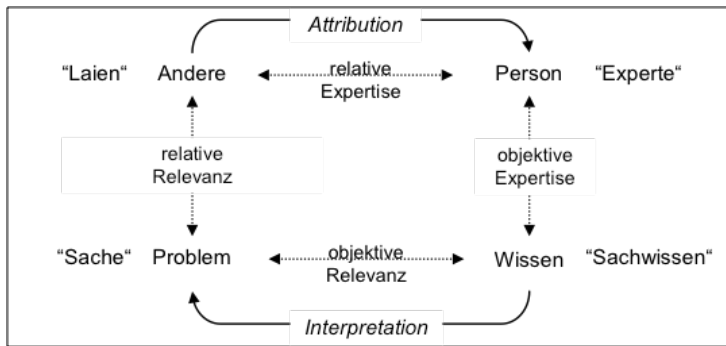 Attribution
“Laien“ Andere relative Person “Experte“
Expertise
relative
Relevanz
objektive
Expertise
“Sache“ Problem objektive Wissen “Sachwissen“
Relevanz
Interpretation